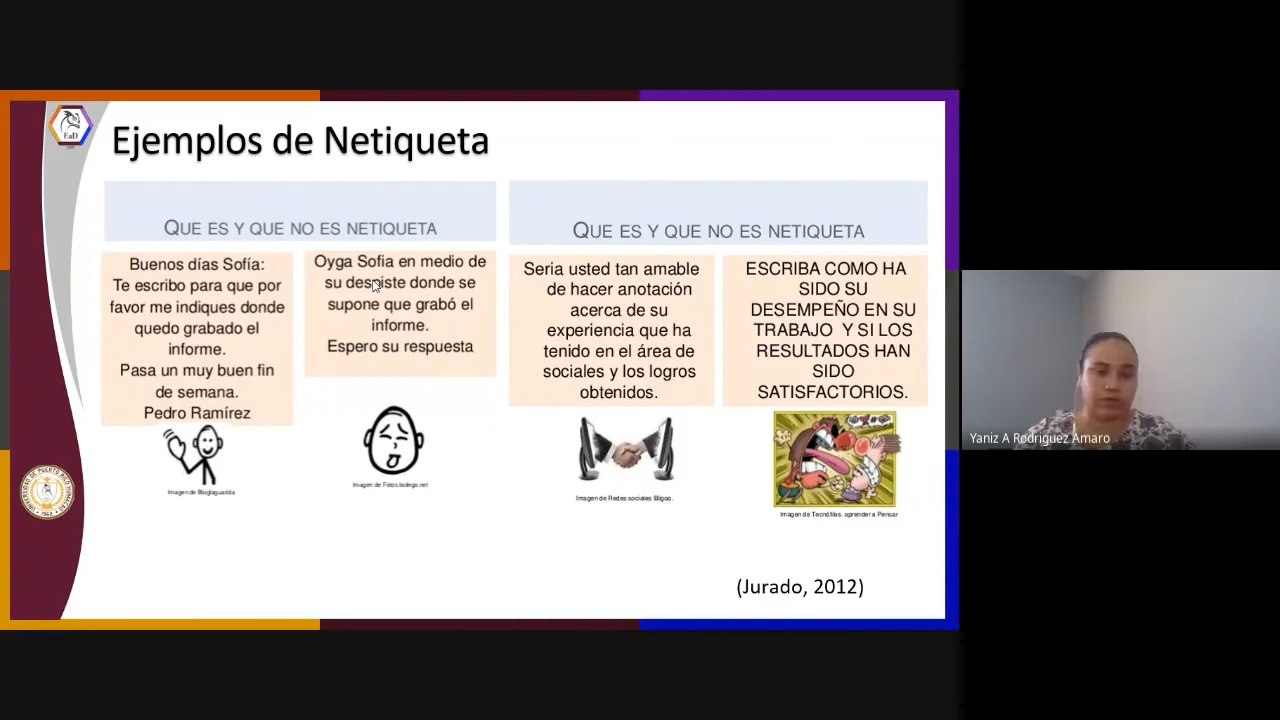 EaD
Ejemplos de Netiqueta
QUE ES Y QUE NO ES NETIQUETA
Buenos días Sofía:
Te escribo para que por
favor me indiques donde
quedo grabado el
informe.
Pasa un muy buen fin
de semana.
Pedro Ramírez
Imagen de Bloglaguarida
Oyga Sofia en medio de
su despiste donde se
supone que grabó el
informe.
Espero su respuesta
Imagen de Fotos.ladega.net
QUE ES Y QUE NO ES NETIQUETA
Seria usted tan amable
de hacer anotación
acerca de su
experiencia que ha
tenido en el área de
sociales y los logros
obtenidos.
Imagen de Redes sociales Bligoo.
ESCRIBA COMO HA
SIDO SU
DESEMPEÑO EN SU
TRABAJO Y SI LOS
RESULTADOS HAN
SIDO
SATISFACTORIOS.
Imagen de Tecnófilos. aprender a Pensar
(Jurado, 2012)
Yaniz A Rodriguez Amaro